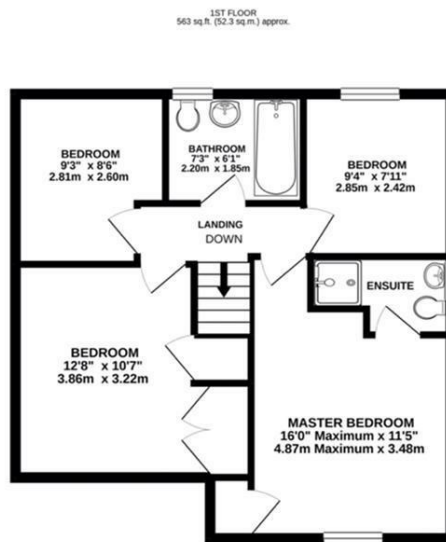 1ST FLOOR
563 sq.ft. (52.3 sq.m.) approx.
BEDROOM
9'3" x 8'6"
2.81m x 2.60m
BATHROOM
7'3" x 6'1"
2.20m x 1.85m
BEDROOM
9'4" x 7'11"
2.85m x 2.42m
LANDING
DOWN
ENSUITE
BEDROOM
12'8" x 10'7"
3.86m x 3.22m
MASTER BEDROOM
16'0" Maximum x 11'5"
4.87m Maximum x 3.48m